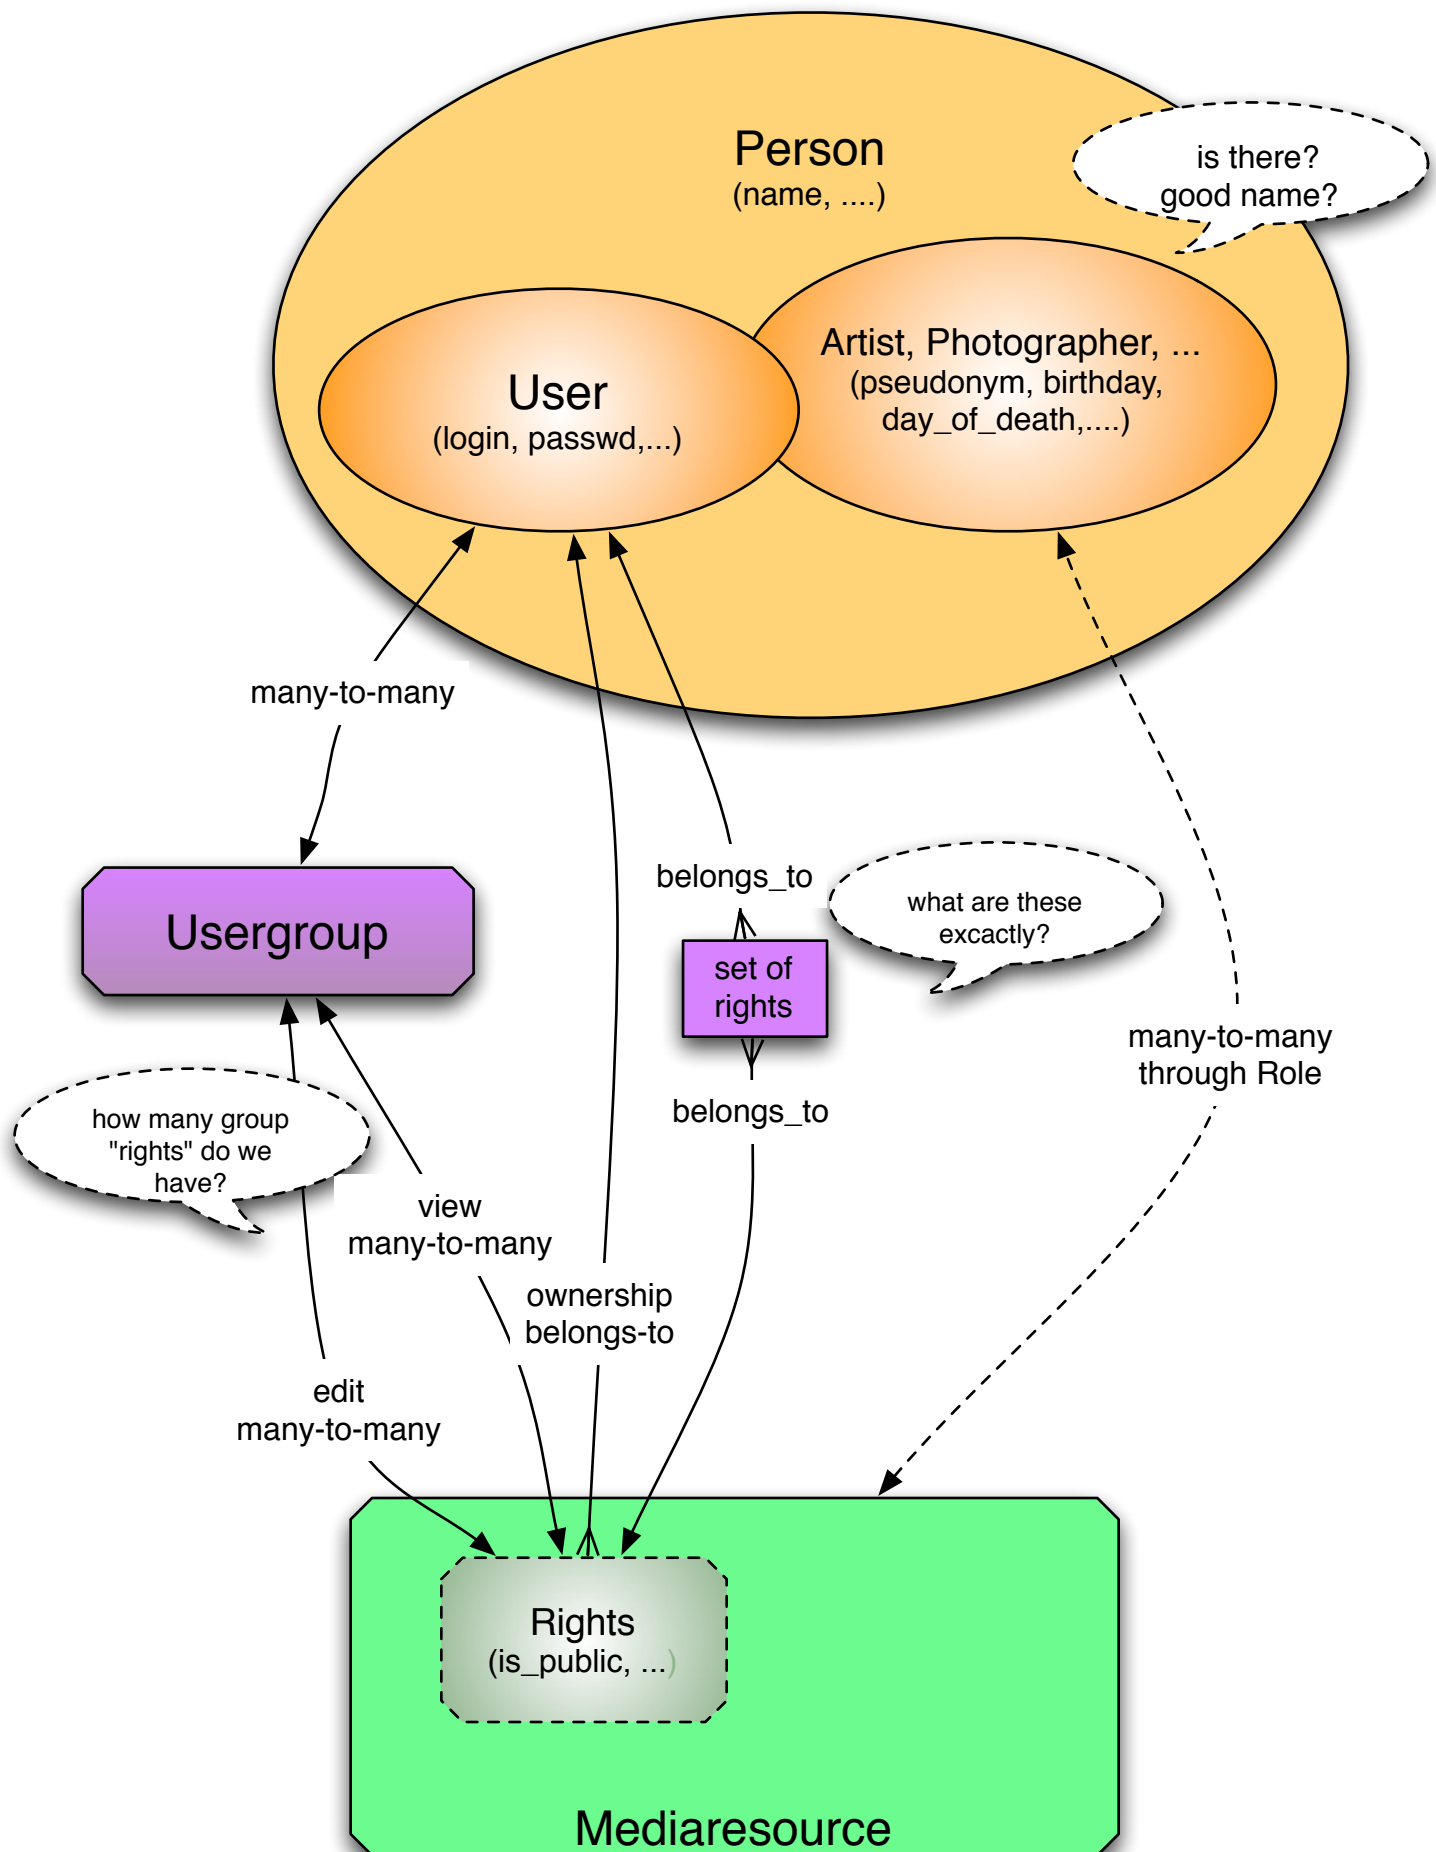 Person
(name, ....)
is there?
good name?
Artist, Photographer, ...
(pseudonym, birthday,
day_of_death,....)
User
(login, passwd,...)
many-to-many
belongs_to
what are these
excactly?
Usergroup
set of
rights
many-to-many
through Role
belongs_to
how many group
"rights" do we
have?
view
many-to-many
ownership
belongs-to
edit
many-to-many
Rights
(is_public, ...)
Mediaresource